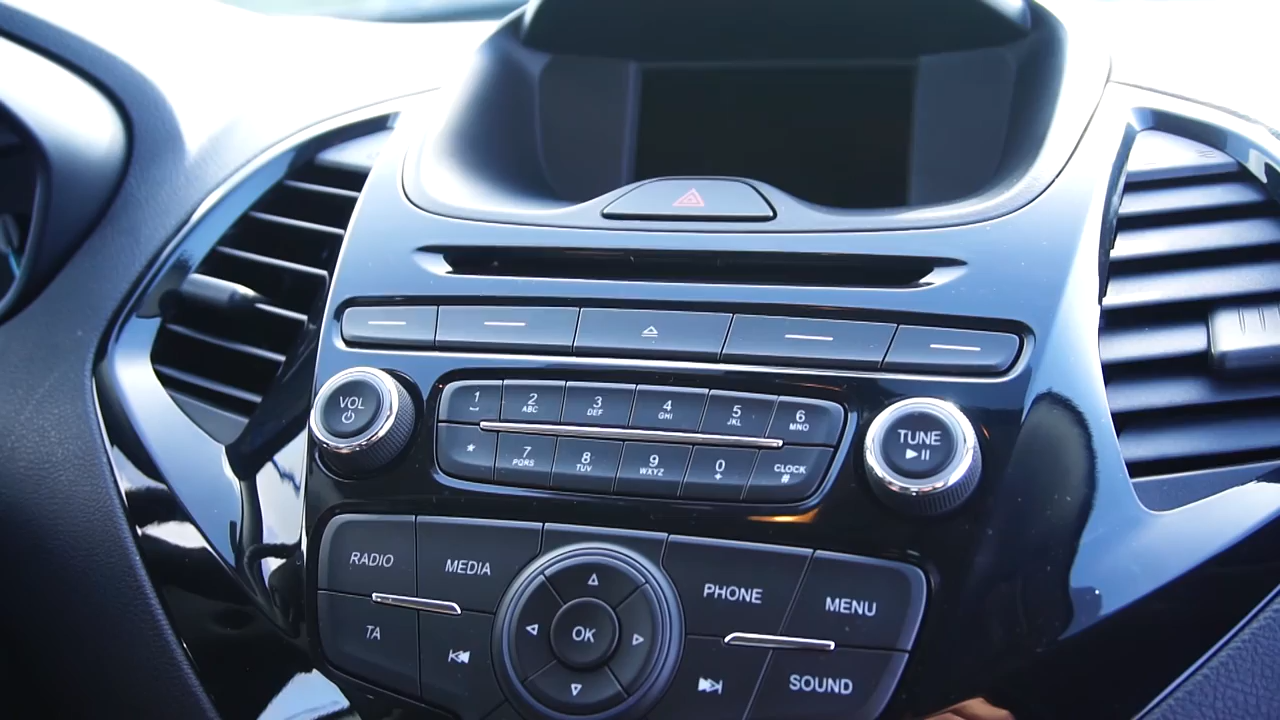 VOL
1
2 ABC
3 DEF
4 GHI
5 JKL
6 MNO
*
7 PQRS
8 TUV
9 WXYZ
0 +
CLOCK #
TUNE
RADIO
MEDIA
PHONE
MENU
TA
OK
SOUND